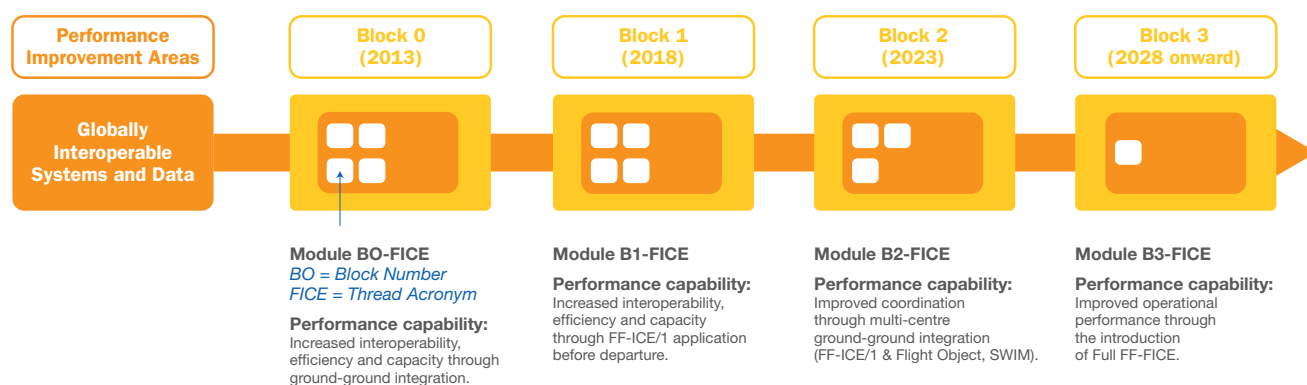 Performance
Improvement Areas
Block 0
(2013)
Block 1
(2018)
Block 2
(2023)
Block 3
(2028 onward)
Globally
Interoperable
Systems and Data
Module BO-FICE
BO = Block Number
FICE = Thread Acronym
Performance capability:
Increased interoperability,
efficiency and capacity through
ground-ground integration.
Module B1-FICE
Performance capability:
Increased interoperability,
efficiency and capacity
through FF-ICE/1 application
before departure.
Module B2-FICE
Performance capability:
Improved coordination
through multi-centre
ground-ground integration
(FF-ICE/1 & Flight Object, SWIM).
Module B3-FICE
Performance capability:
Improved operational
performance through
the introduction
of Full FF-FICE.